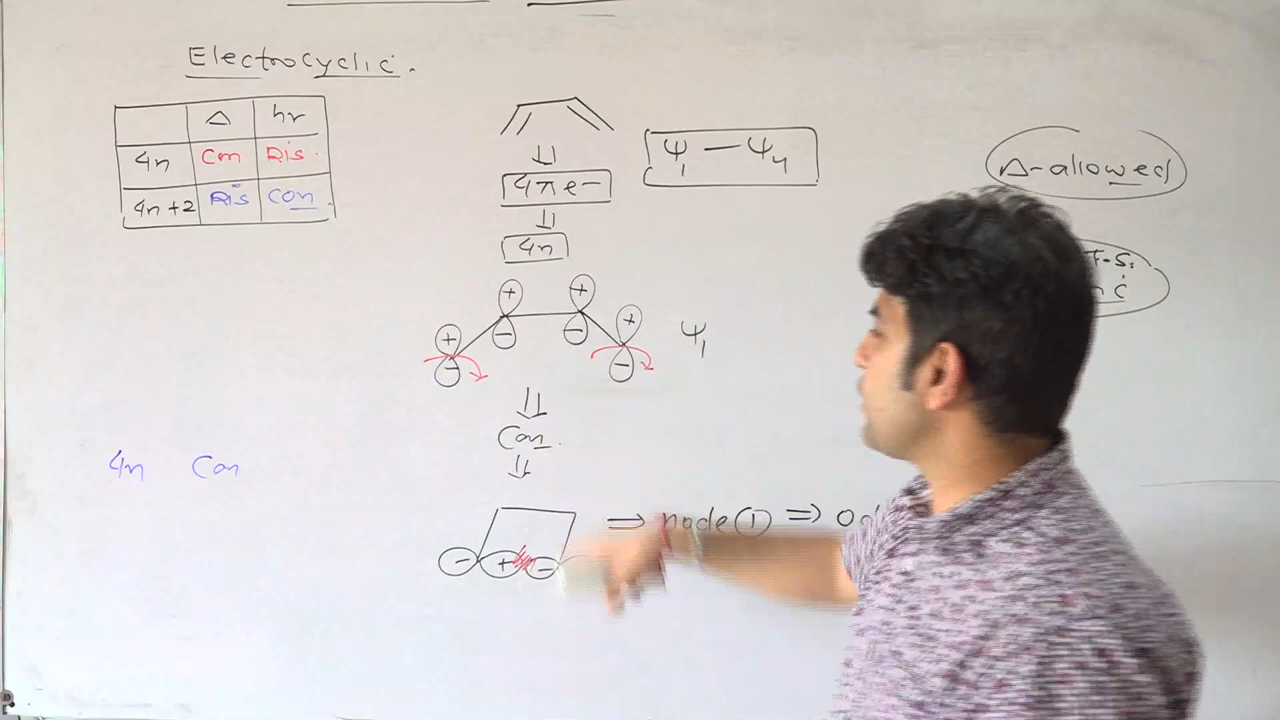 Electrocyclic.
Δ hν
4n Con Dis.
4n+2 Dis Con.
4πe-
4n
Ψ1 — Ψ4
Δ-allowed
T.S.
+ + + +
- - - -
Ψ1
Con.
4n Con
- + -
⇒ node ① ⇒